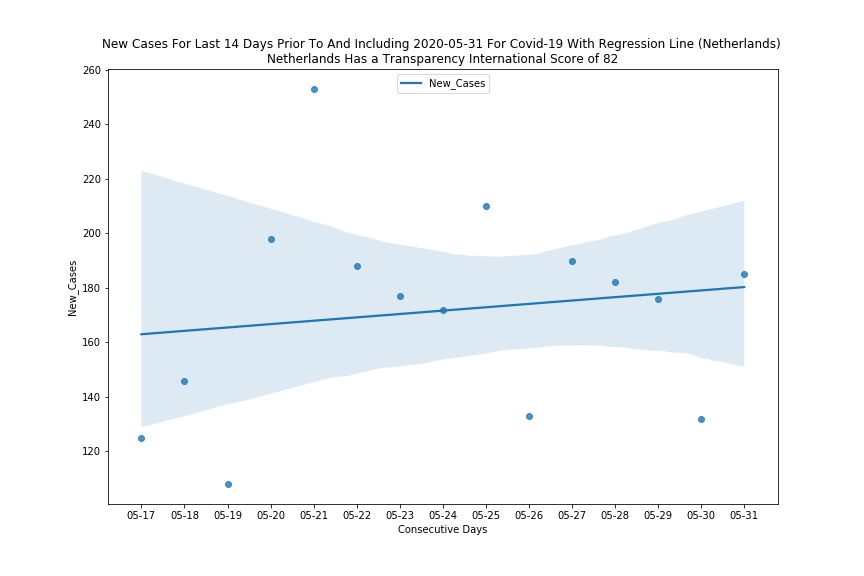 New Cases For Last 14 Days Prior To And Including 2020-05-31 For Covid-19 With Regression Line (Netherlands)
Netherlands Has a Transparency International Score of 82
New_Cases
260
240
220
200
180
160
140
120
New_Cases
05-17 05-18 05-19 05-20 05-21 05-22 05-23 05-24 05-25 05-26 05-27 05-28 05-29 05-30 05-31
Consecutive Days